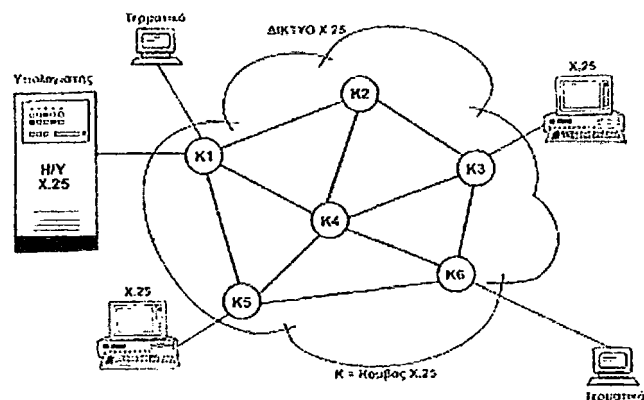 Τερματικό
ΔΙΚΤΥΟ Χ.25
Υπολογιστής
Χ.25
Κ2
Η/Υ
Χ.25
Κ1
Κ3
Κ4
Κ6
Χ.25
Κ5
Κ = Κόμβος Χ.25
Τερματικό